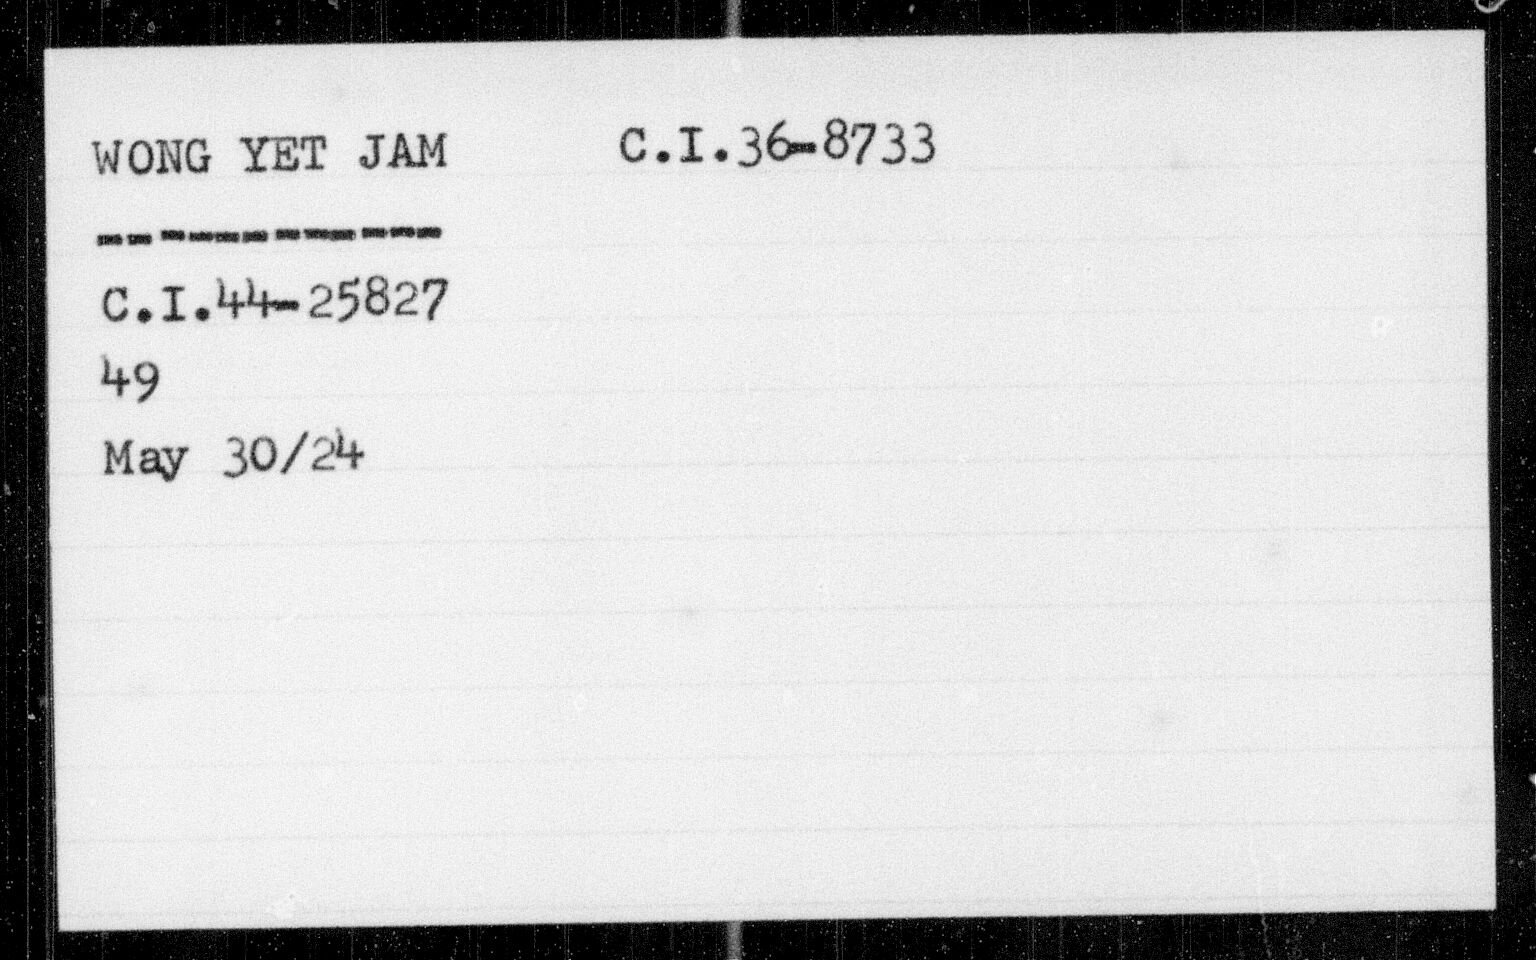 WONG YET JAM C.I.36-8733
-------------
C.I.44-25827
49
May 30/24